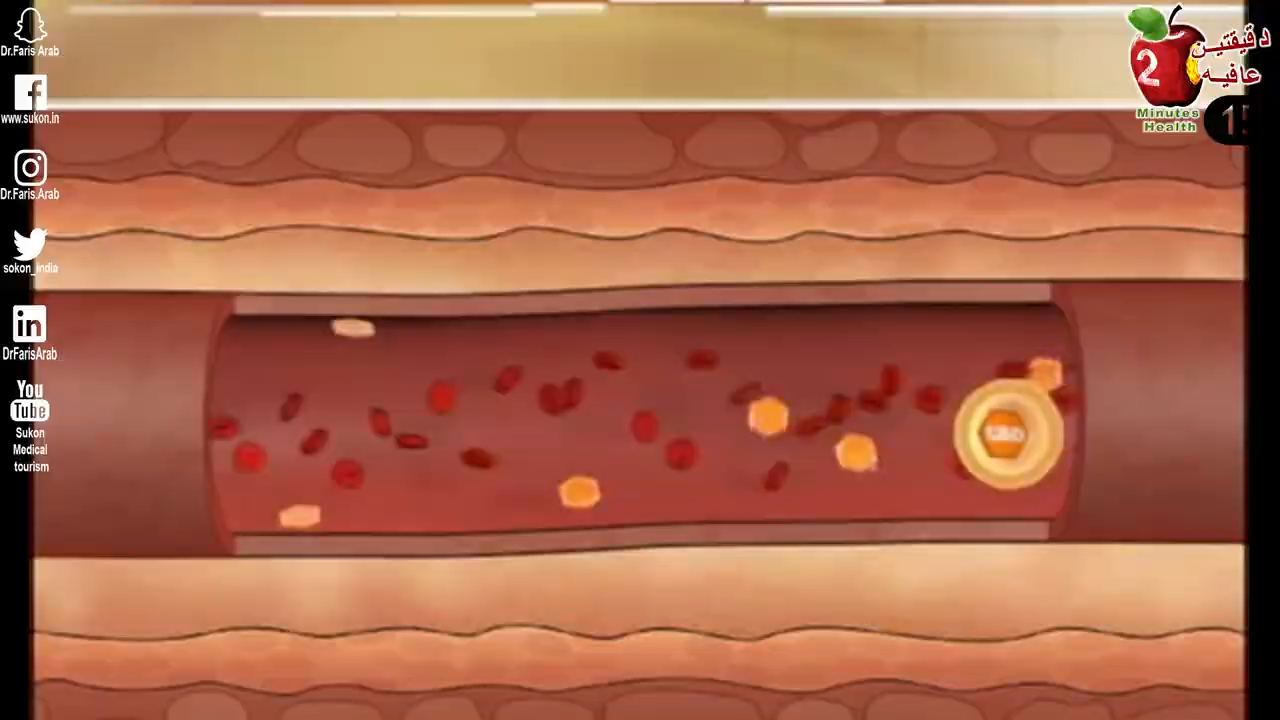 Dr.Faris Arab
www.sukon.in
Dr.Faris.Arab
sokon_india
in
DrFarisArab
You
Tube
Sukon
Medical
tourism
دقيقتين
عافيه
2
Minutes
Health